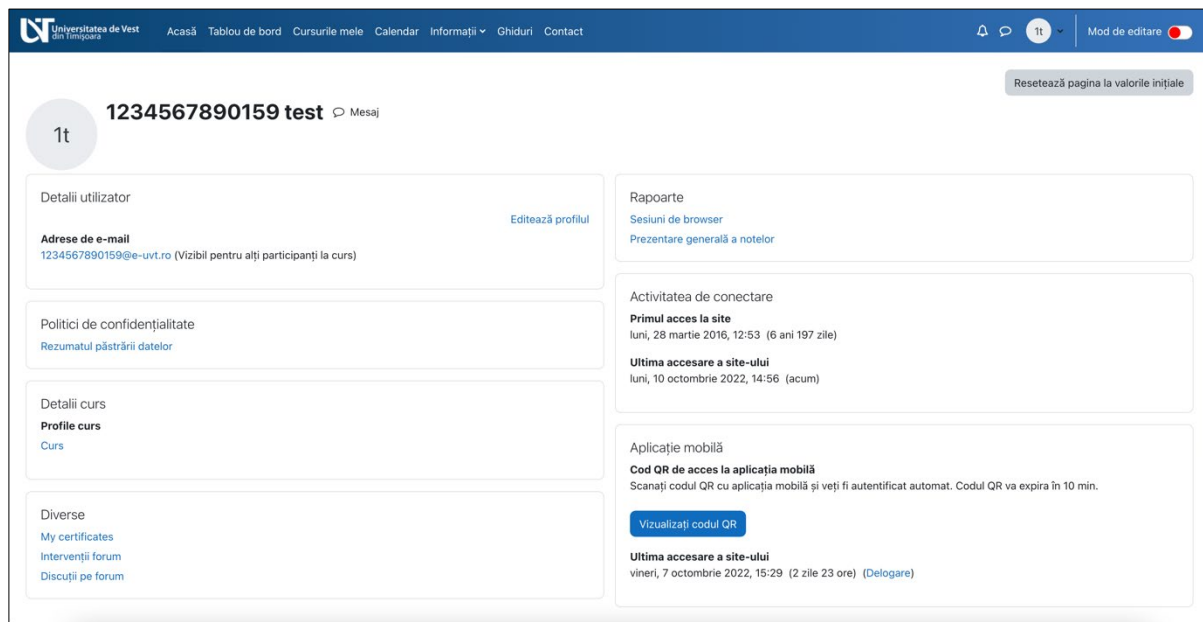 Universitatea de Vest
din Timișoara
Acasă Tablou de bord Cursurile mele Calendar Informații Ghiduri Contact
1t
Mod de editare
Resetează pagina la valorile inițiale
1t
1234567890159 test
Mesaj
Detalii utilizator
Editează profilul
Adrese de e-mail
1234567890159@e-uvt.ro (Vizibil pentru alți participanți la curs)
Politici de confidențialitate
Rezumatul păstrării datelor
Detalii curs
Profile curs
Curs
Diverse
My certificates
Intervenții forum
Discuții pe forum
Rapoarte
Sesiuni de browser
Prezentare generală a notelor
Activitatea de conectare
Primul acces la site
luni, 28 martie 2016, 12:53 (6 ani 197 zile)
Ultima accesare a site-ului
luni, 10 octombrie 2022, 14:56 (acum)
Aplicație mobilă
Cod QR de acces la aplicația mobilă
Scanați codul QR cu aplicația mobilă și veți fi autentificat automat. Codul QR va expira în 10 min.
Vizualizați codul QR
Ultima accesare a site-ului
vineri, 7 octombrie 2022, 15:29 (2 zile 23 ore) (Delogare)